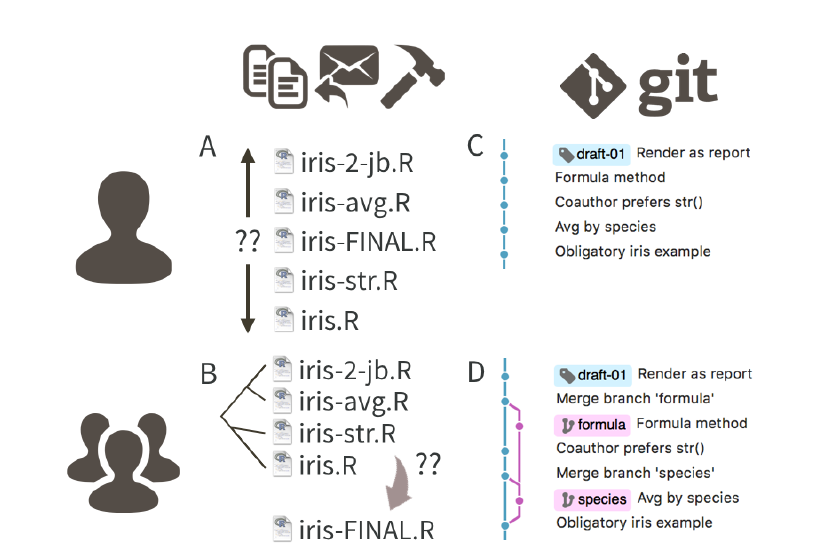 git
A
iris-2-jb.R
iris-avg.R
??
iris-FINAL.R
iris-str.R
iris.R
C
draft-01 Render as report
Formula method
Coauthor prefers str()
Avg by species
Obligatory iris example
B
iris-2-jb.R
iris-avg.R
iris-str.R
iris.R
??
iris-FINAL.R
D
draft-01 Render as report
Merge branch 'formula'
formula Formula method
Coauthor prefers str()
Merge branch 'species'
species Avg by species
Obligatory iris example